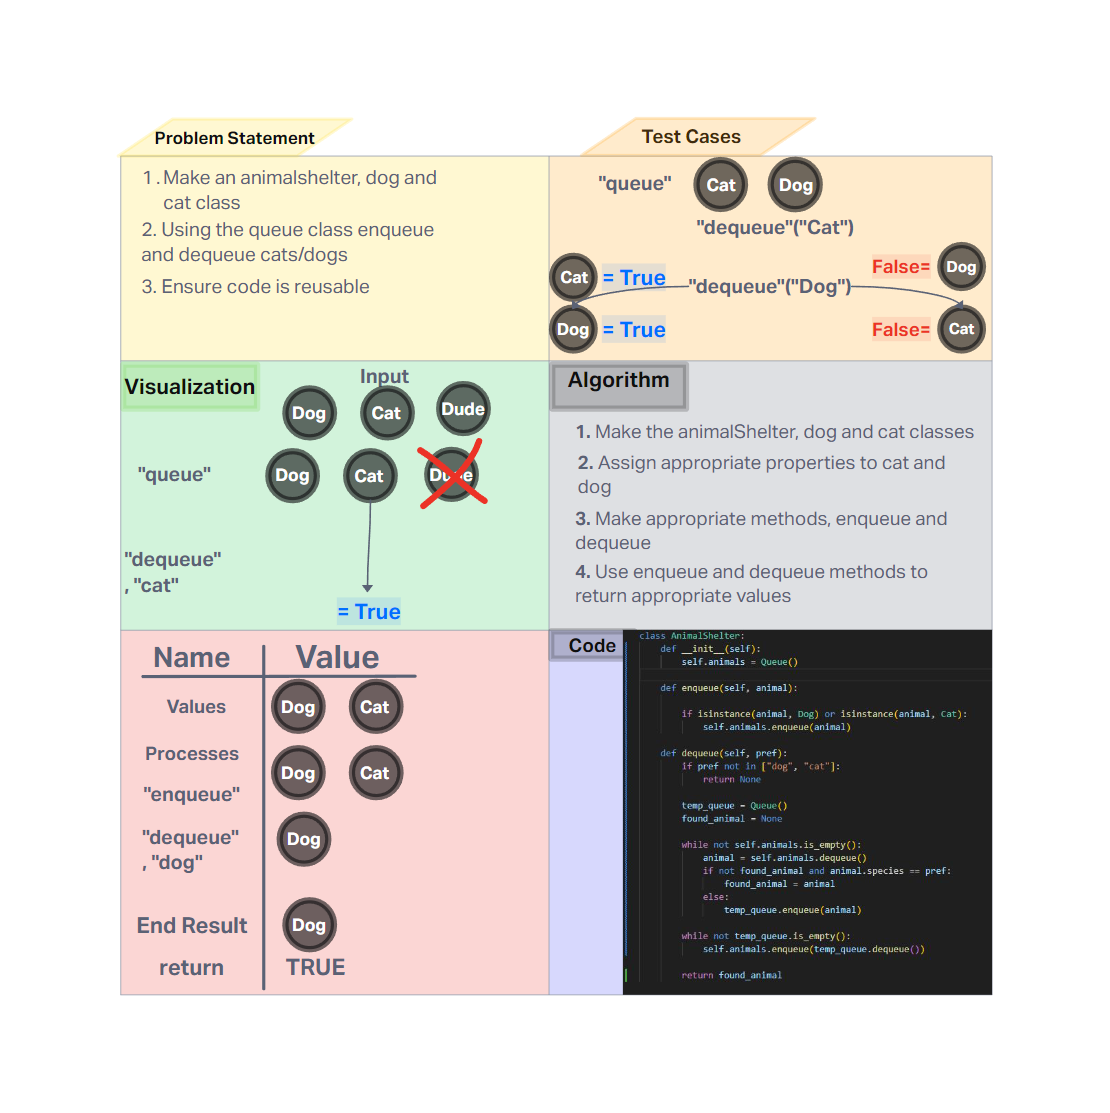 Problem Statement
1. Make an animalshelter, dog and
cat class
2. Using the queue class enqueue
and dequeue cats/dogs
3. Ensure code is reusable
Test Cases
"queue" Cat Dog
"dequeue"("Cat")
Cat = True False= Dog
"dequeue"("Dog")
Dog = True False= Cat
Visualization
Input
Dog Cat Dude
"queue" Dog Cat Dude
"dequeue"
, "cat"
= True
Algorithm
1. Make the animalShelter, dog and cat classes
2. Assign appropriate properties to cat and
dog
3. Make appropriate methods, enqueue and
dequeue
4. Use enqueue and dequeue methods to
return appropriate values
Name Value
Values Dog Cat
Processes
Dog Cat
"enqueue"
"dequeue" Dog
, "dog"
End Result Dog
return TRUE
Code
class AnimalShelter:
def __init__(self):
self.animals = Queue()
def enqueue(self, animal):
if isinstance(animal, Dog) or isinstance(animal, Cat):
self.animals.enqueue(animal)
def dequeue(self, pref):
if pref not in ["dog", "cat"]:
return None
temp_queue = Queue()
found_animal = None
while not self.animals.is_empty():
animal = self.animals.dequeue()
if not found_animal and animal.species == pref:
found_animal = animal
else:
temp_queue.enqueue(animal)
while not temp_queue.is_empty():
self.animals.enqueue(temp_queue.dequeue())
return found_animal